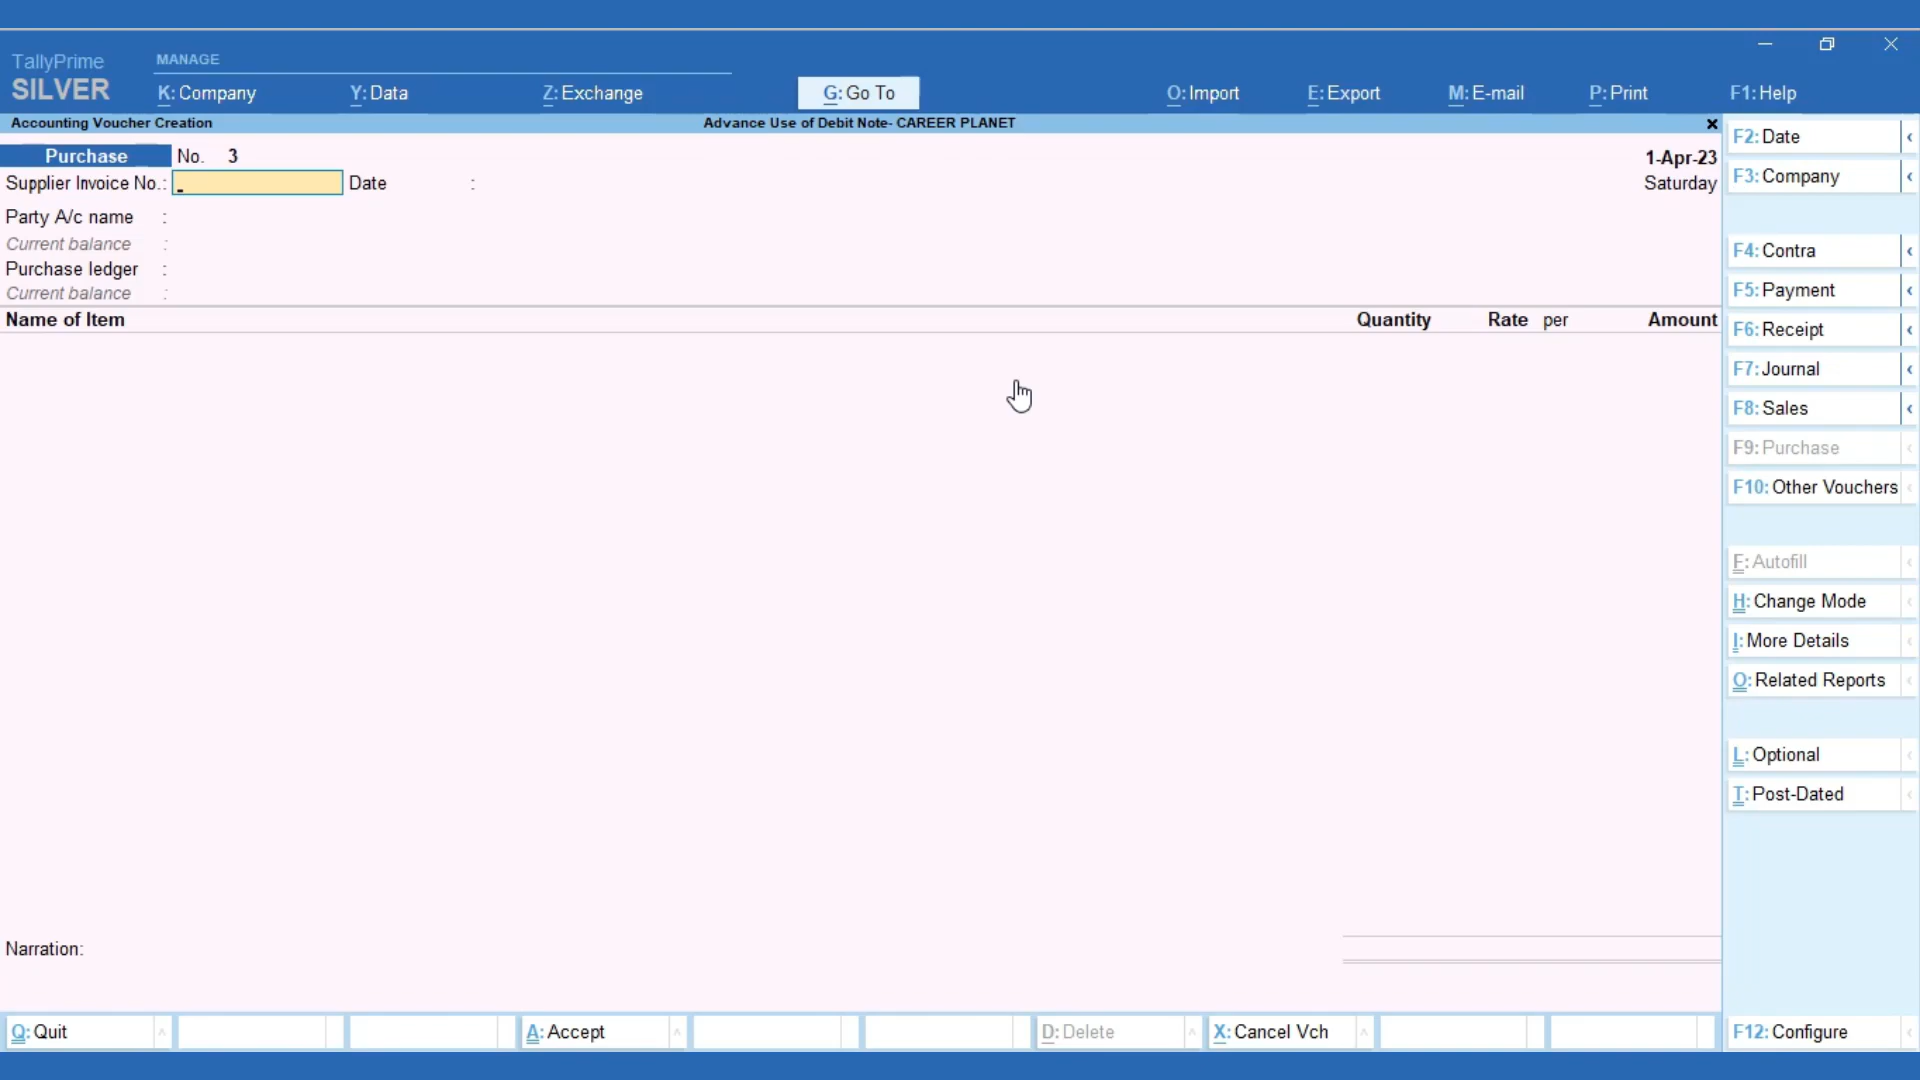 TallyPrime
SILVER
MANAGE
K: Company
Y: Data
Z: Exchange
G: Go To
O: Import
E: Export
M: E-mail
P: Print
F1: Help
Accounting Voucher Creation
Advance Use of Debit Note- CAREER PLANET
Purchase No. 3
1-Apr-23
Supplier Invoice No.: Date :
Saturday
Party A/c name :
Current balance :
Purchase ledger :
Current balance :
Name of Item Quantity Rate per Amount
Narration:
F2: Date
F3: Company
F4: Contra
F5: Payment
F6: Receipt
F7: Journal
F8: Sales
F9: Purchase
F10: Other Vouchers
F: Autofill
H: Change Mode
I: More Details
O: Related Reports
L: Optional
T: Post-Dated
Q: Quit
A: Accept
D: Delete
X: Cancel Vch
F12: Configure